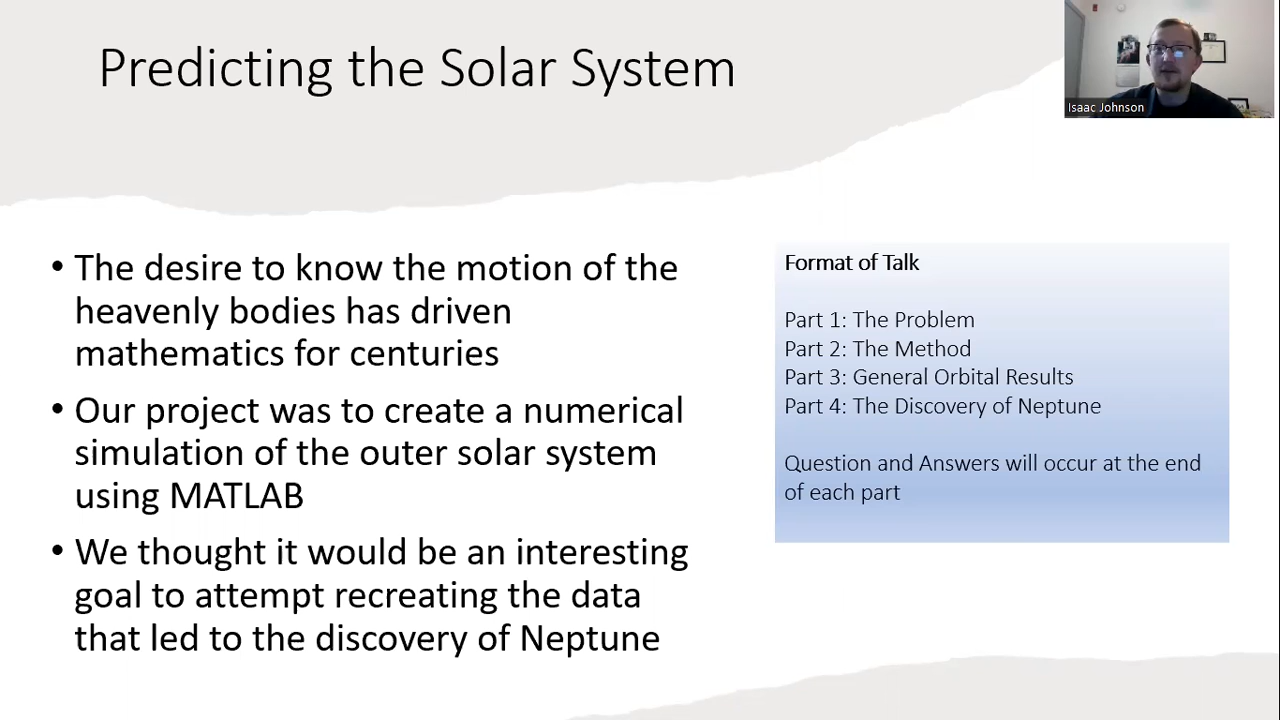 Predicting the Solar System
Isaac Johnson
• The desire to know the motion of the
heavenly bodies has driven
mathematics for centuries
• Our project was to create a numerical
simulation of the outer solar system
using MATLAB
• We thought it would be an interesting
goal to attempt recreating the data
that led to the discovery of Neptune
Format of Talk
Part 1: The Problem
Part 2: The Method
Part 3: General Orbital Results
Part 4: The Discovery of Neptune
Question and Answers will occur at the end
of each part